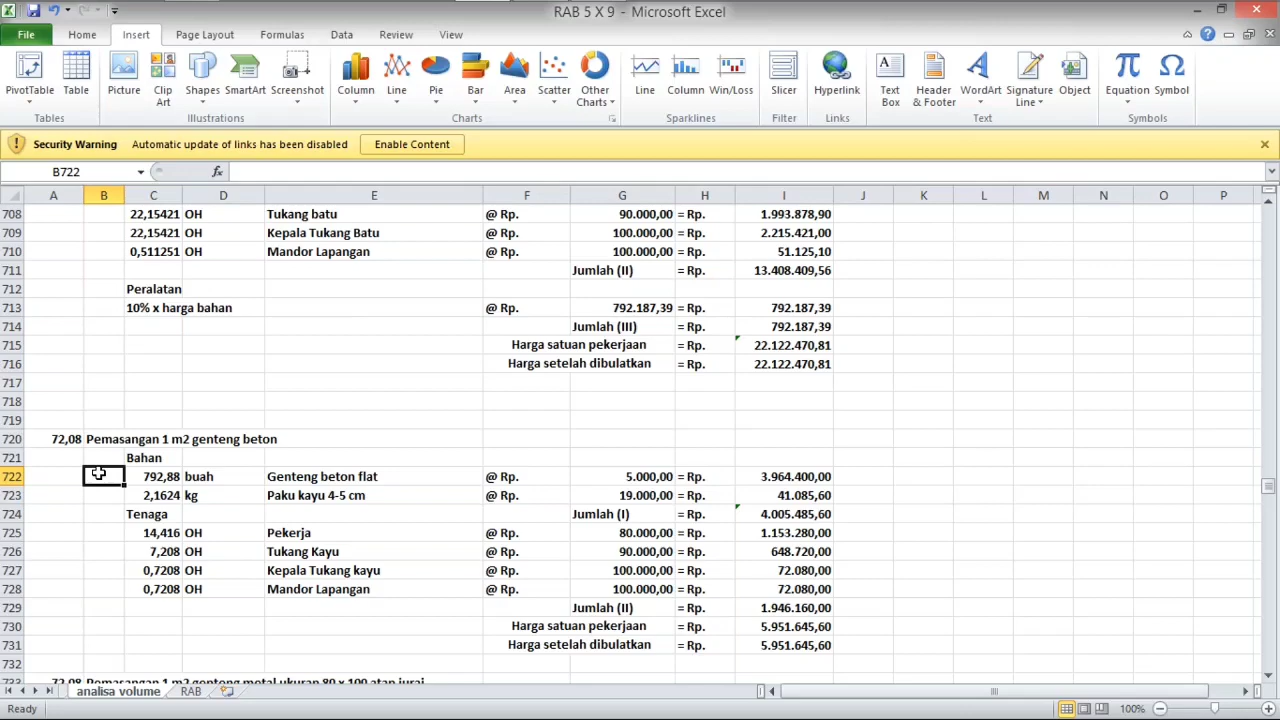 RAB 5 X 9 - Microsoft Excel
File Home Insert Page Layout Formulas Data Review View
PivotTable Table Picture Clip Art Shapes SmartArt Screenshot Column Line Pie Bar Area Scatter Other Charts Line Column Win/Loss Slicer Hyperlink Text Box Header & Footer WordArt Signature Line Object Equation Symbol
Tables Illustrations Charts Sparklines Filter Links Text Symbols
Security Warning Automatic update of links has been disabled Enable Content
B722 fx
A B C D E F G H I J K L M N O P
708 22,15421 OH Tukang batu @ Rp. 90.000,00 = Rp. 1.993.878,90
709 22,15421 OH Kepala Tukang Batu @ Rp. 100.000,00 = Rp. 2.215.421,00
710 0,511251 OH Mandor Lapangan @ Rp. 100.000,00 = Rp. 51.125,10
711 Jumlah (II) = Rp. 13.408.409,56
712 Peralatan
713 10% x harga bahan @ Rp. 792.187,39 = Rp. 792.187,39
714 Jumlah (III) = Rp. 792.187,39
715 Harga satuan pekerjaan = Rp. 22.122.470,81
716 Harga setelah dibulatkan = Rp. 22.122.470,81
717
718
719
720 72,08 Pemasangan 1 m2 genteng beton
721 Bahan
722 792,88 buah Genteng beton flat @ Rp. 5.000,00 = Rp. 3.964.400,00
723 2,1624 kg Paku kayu 4-5 cm @ Rp. 19.000,00 = Rp. 41.085,60
724 Tenaga Jumlah (I) = Rp. 4.005.485,60
725 14,416 OH Pekerja @ Rp. 80.000,00 = Rp. 1.153.280,00
726 7,208 OH Tukang Kayu @ Rp. 90.000,00 = Rp. 648.720,00
727 0,7208 OH Kepala Tukang kayu @ Rp. 100.000,00 = Rp. 72.080,00
728 0,7208 OH Mandor Lapangan @ Rp. 100.000,00 = Rp. 72.080,00
729 Jumlah (II) = Rp. 1.946.160,00
730 Harga satuan pekerjaan = Rp. 5.951.645,60
731 Harga setelah dibulatkan = Rp. 5.951.645,60
732
733 72,08 Pemasangan 1 m2 genteng metal ukuran 80 x 100 atap jurai
analisa volume RAB
Ready 100%